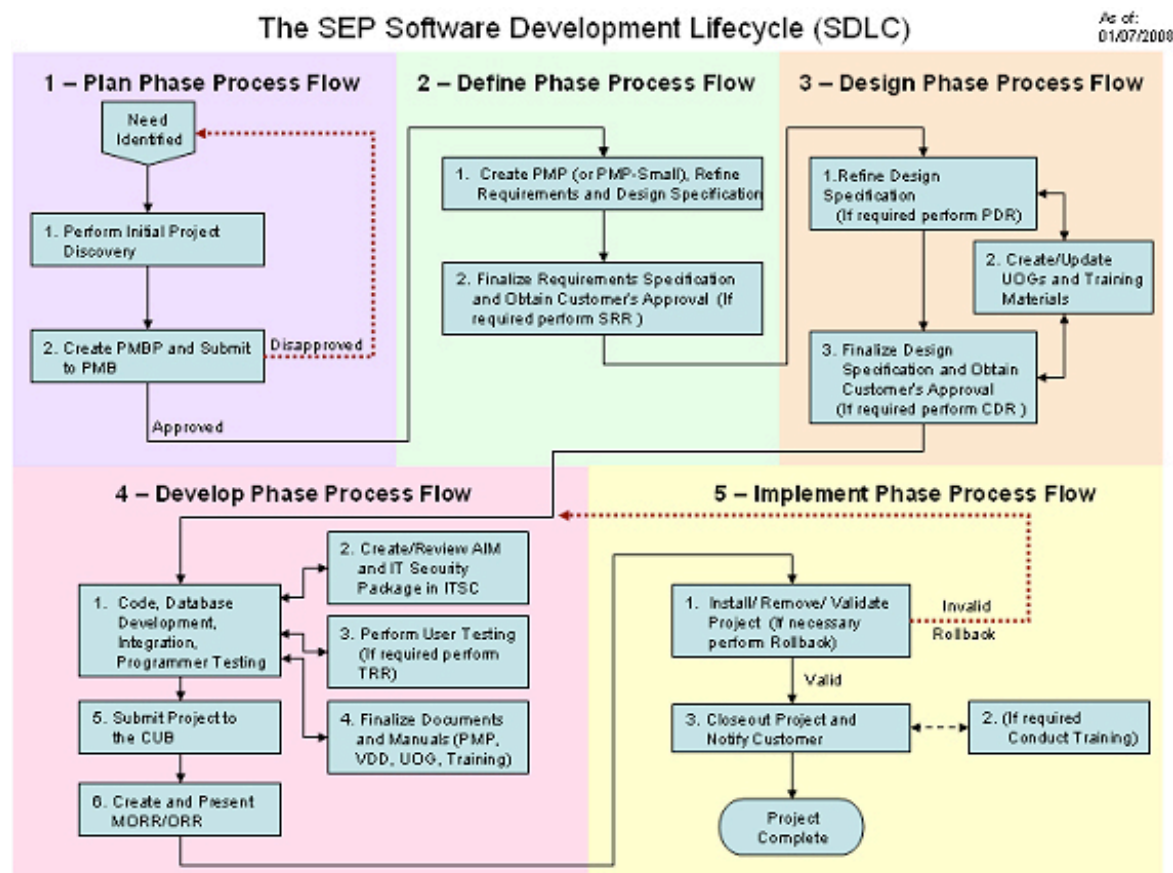 The SEP Software Development Lifecycle (SDLC)
As of:
01/07/2008
1 – Plan Phase Process Flow
Need
Identified
1. Perform Initial Project
Discovery
2. Create PMBP and Submit
to PMB
Disapproved
Approved
2 – Define Phase Process Flow
1. Create PMP (or PMP-Small), Refine
Requirements and Design Specification
2. Finalize Requirements Specification
and Obtain Customer's Approval (If
required perform SRR )
3 – Design Phase Process Flow
1.Refine Design
Specification
(If required perform PDR)
2. Create/Update
UOGs and Training
Materials
3. Finalize Design
Specification and Obtain
Customer's Approval
(If required perform CDR )
4 – Develop Phase Process Flow
1. Code, Database
Development,
Integration,
Programmer Testing
2. Create/Review AIM
and IT Security
Package in ITSC
3. Perform User Testing
(If required perform
TRR)
4. Finalize Documents
and Manuals (PMP,
VDD, UOG, Training)
5. Submit Project to
the CUB
6. Create and Present
MORR/ORR
5 – Implement Phase Process Flow
1. Install/ Remove/ Validate
Project (If necessary
perform Rollback)
Invalid
Rollback
Valid
3. Closeout Project and
Notify Customer
2. (If required
Conduct Training)
Project
Complete